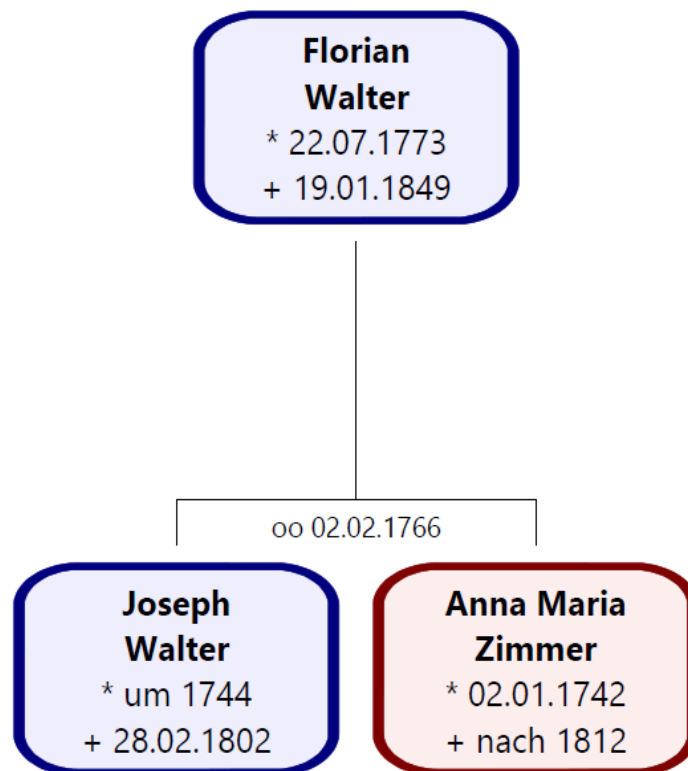 Florian
Walter
* 22.07.1773
+ 19.01.1849
oo 02.02.1766
Joseph
Walter
* um 1744
+ 28.02.1802
Anna Maria
Zimmer
* 02.01.1742
+ nach 1812